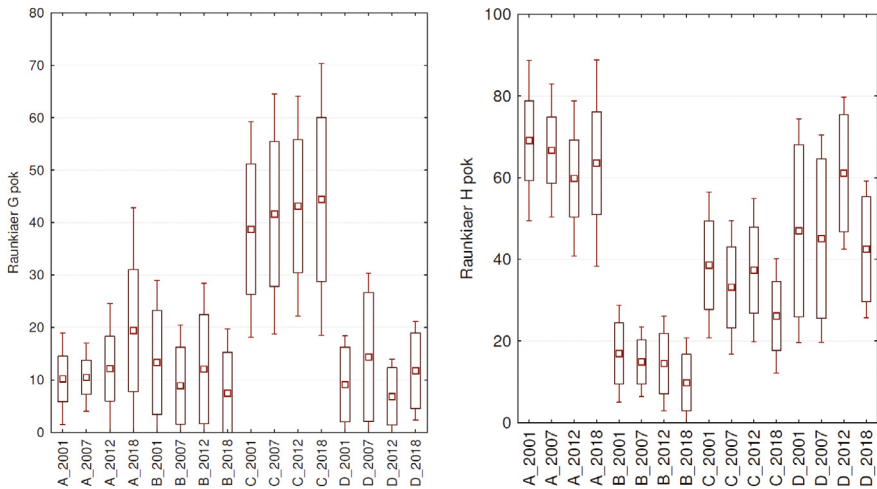 80
70
60
50
40
30
20
10
0
Raunkiaer G pok
A_2001
A_2007
A_2012
A_2018
B_2001
B_2007
B_2012
B_2018
C_2001
C_2007
C_2012
C_2018
D_2001
D_2007
D_2012
D_2018
100
80
60
40
20
0
Raunkiaer H pok
A_2001
A_2007
A_2012
A_2018
B_2001
B_2007
B_2012
B_2018
C_2001
C_2007
C_2012
C_2018
D_2001
D_2007
D_2012
D_2018